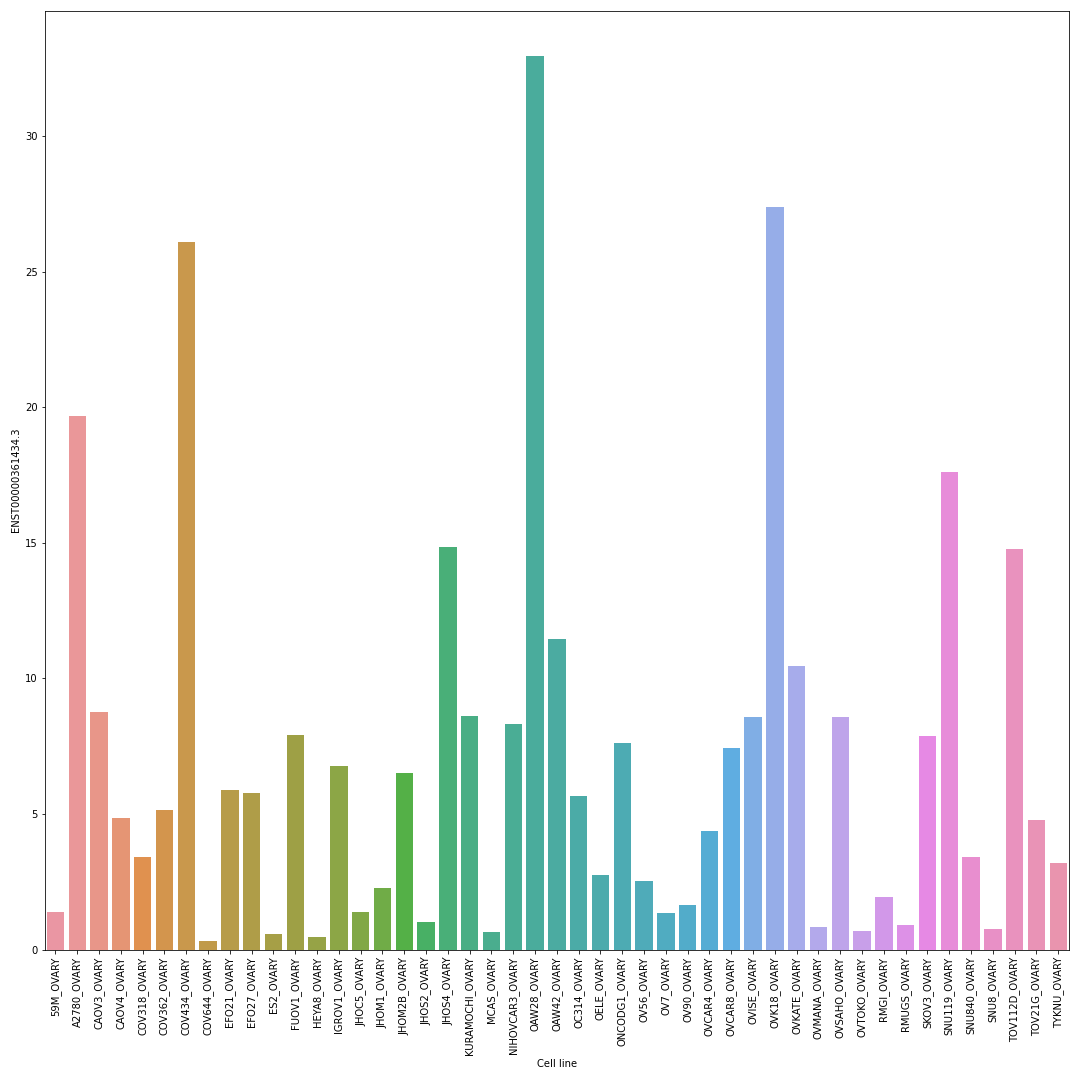 30
25
20
15
10
5
0
ENST00000361434.3
59M_OVARY
A2780_OVARY
CAOV3_OVARY
CAOV4_OVARY
COV318_OVARY
COV362_OVARY
COV434_OVARY
COV644_OVARY
EFO21_OVARY
EFO27_OVARY
ES2_OVARY
FUOV1_OVARY
HEYA8_OVARY
IGROV1_OVARY
JHOC5_OVARY
JHOM1_OVARY
JHOM2B_OVARY
JHOS2_OVARY
JHOS4_OVARY
KURAMOCHI_OVARY
MCAS_OVARY
NIHOVCAR3_OVARY
OAW28_OVARY
OAW42_OVARY
OC314_OVARY
OELE_OVARY
ONCODG1_OVARY
OV56_OVARY
OV7_OVARY
OV90_OVARY
OVCAR4_OVARY
OVCAR8_OVARY
OVISE_OVARY
OVK18_OVARY
OVKATE_OVARY
OVMANA_OVARY
OVSAHO_OVARY
OVTOKO_OVARY
RMGI_OVARY
RMUGS_OVARY
SKOV3_OVARY
SNU119_OVARY
SNU840_OVARY
SNU8_OVARY
TOV112D_OVARY
TOV21G_OVARY
TYKNU_OVARY
Cell line